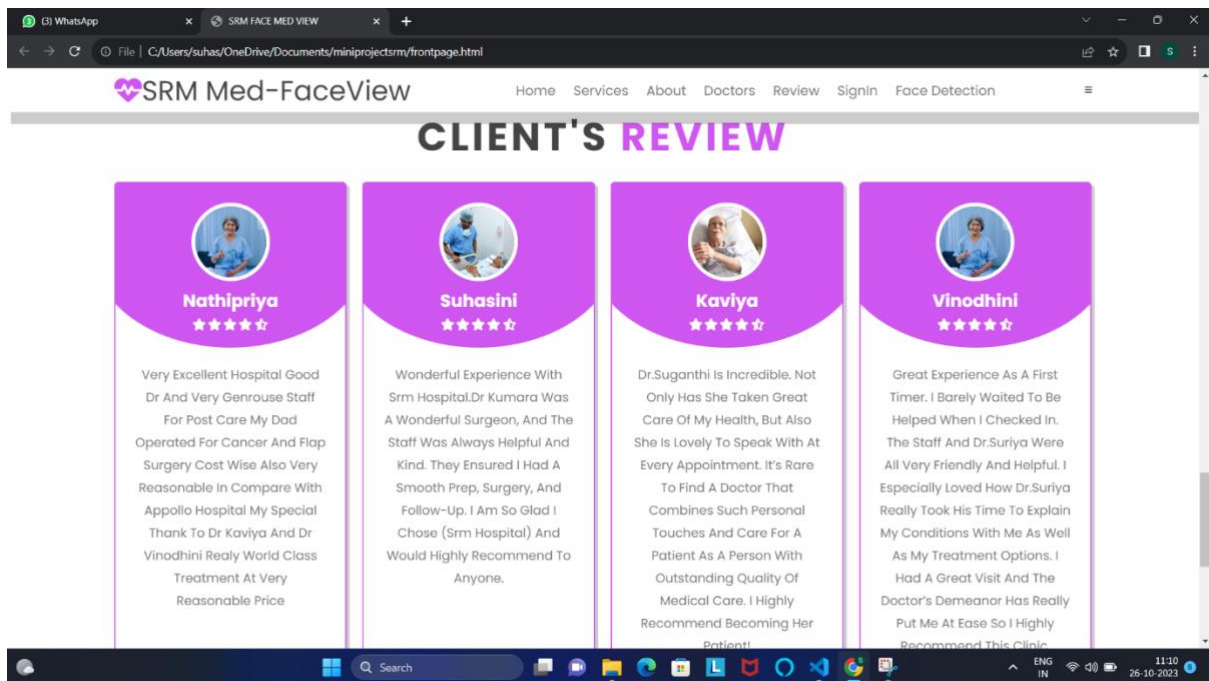 (3) WhatsApp
SRM FACE MED VIEW
File | C:/Users/suhas/OneDrive/Documents/miniprojectsrm/frontpage.html
S
SRM Med-FaceView
Home Services About Doctors Review SignIn Face Detection
CLIENT'S REVIEW
Nathipriya
Very Excellent Hospital Good
Dr And Very Genrouse Staff
For Post Care My Dad
Operated For Cancer And Flap
Surgery Cost Wise Also Very
Reasonable In Compare With
Appollo Hospital My Special
Thank To Dr Kaviya And Dr
Vinodhini Realy World Class
Treatment At Very
Reasonable Price
Suhasini
Wonderful Experience With
Srm Hospital.Dr Kumara Was
A Wonderful Surgeon, And The
Staff Was Always Helpful And
Kind. They Ensured I Had A
Smooth Prep, Surgery, And
Follow-Up. I Am So Glad I
Chose (Srm Hospital) And
Would Highly Recommend To
Anyone.
Kaviya
Dr.Suganthi Is Incredible. Not
Only Has She Taken Great
Care Of My Health, But Also
She Is Lovely To Speak With At
Every Appointment. It's Rare
To Find A Doctor That
Combines Such Personal
Touches And Care For A
Patient As A Person With
Outstanding Quality Of
Medical Care. I Highly
Recommend Becoming Her
Patient!
Vinodhini
Great Experience As A First
Timer. I Barely Waited To Be
Helped When I Checked In.
The Staff And Dr.Suriya Were
All Very Friendly And Helpful. I
Especially Loved How Dr.Suriya
Really Took His Time To Explain
My Conditions With Me As Well
As My Treatment Options. I
Had A Great Visit And The
Doctor's Demeanor Has Really
Put Me At Ease So I Highly
Recommend This Clinic
Search
L
ENG
IN
11:10
26-10-2023